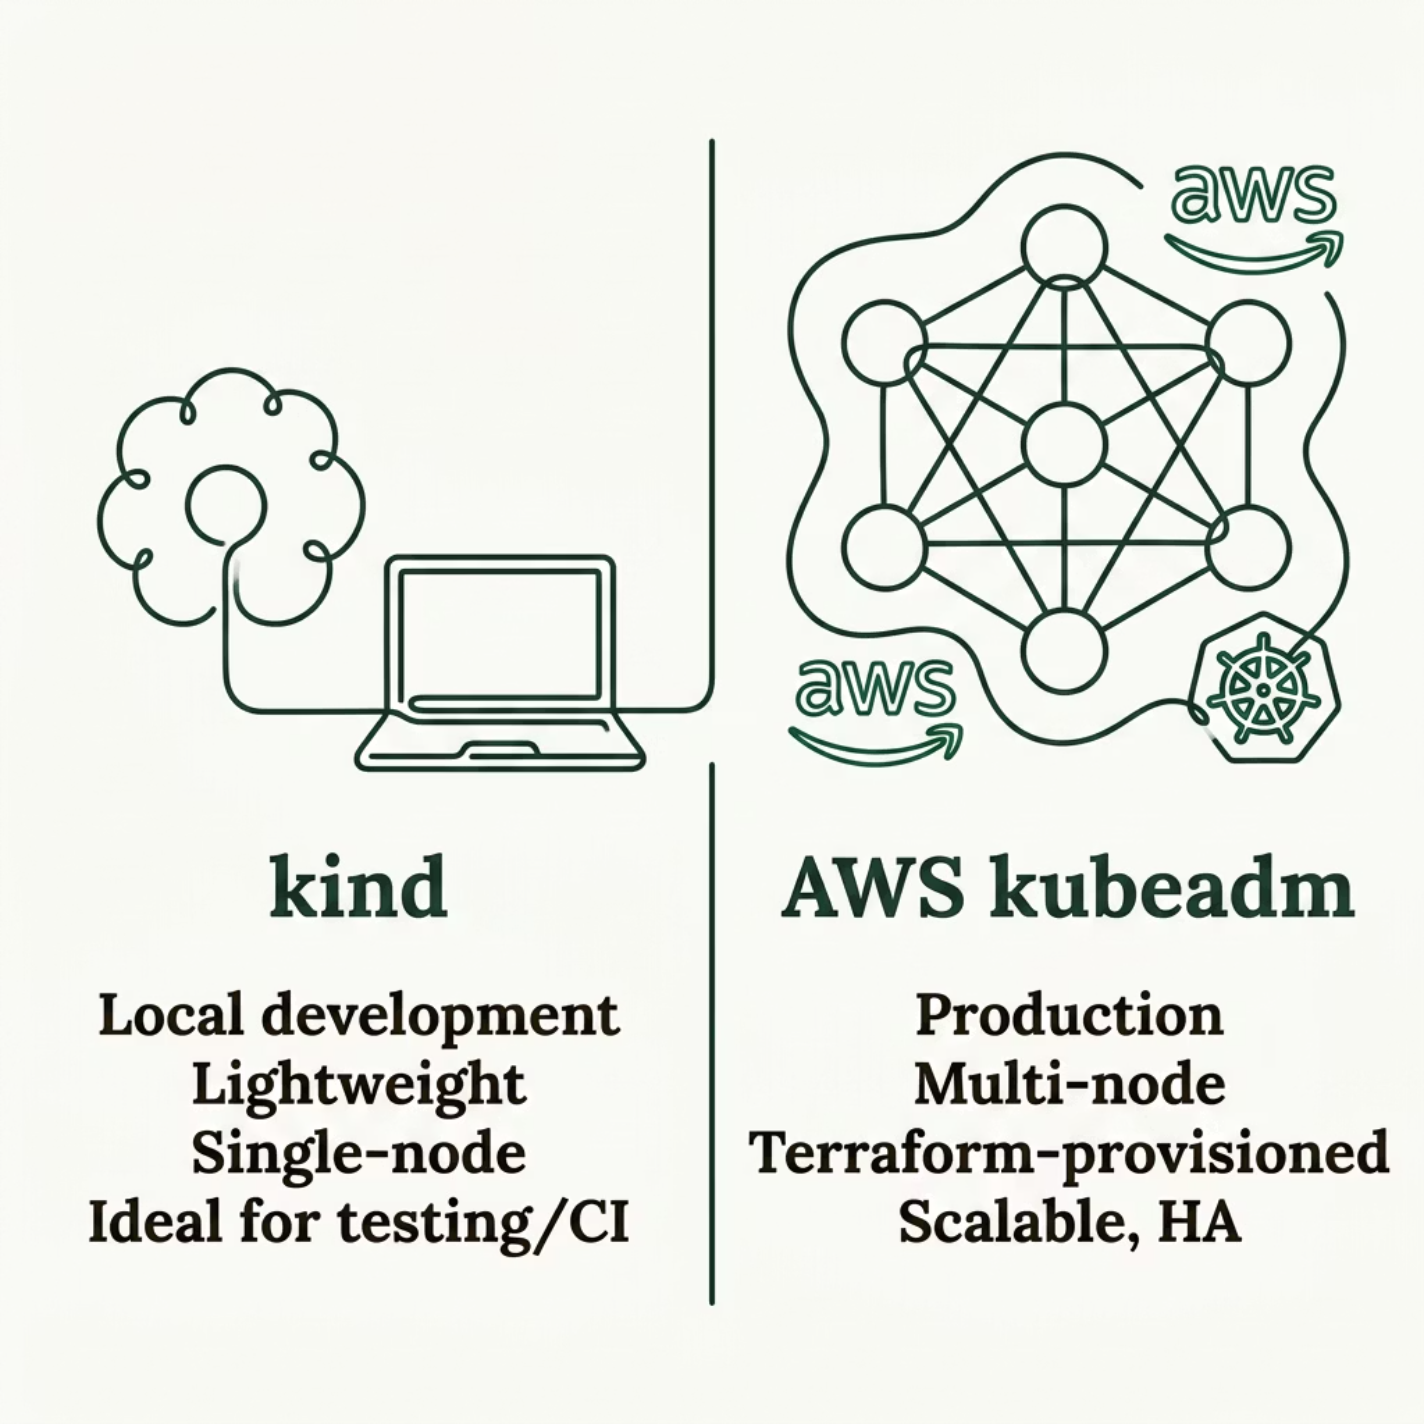 aws
aws
kind
Local development
Lightweight
Single-node
Ideal for testing/CI
AWS kubeadm
Production
Multi-node
Terraform-provisioned
Scalable, HA